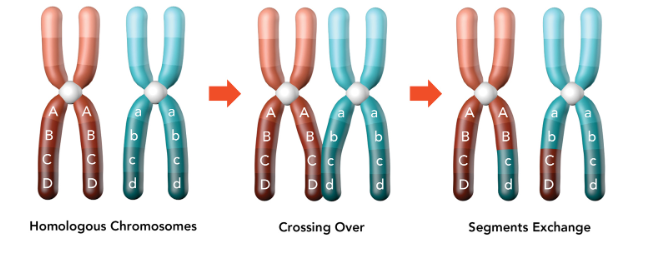 A A a a A A a a A A a a
B B b b B B b b B B b b
C C c c C C c c C c C c
D D d d D D d d D d D d
Homologous Chromosomes Crossing Over Segments Exchange